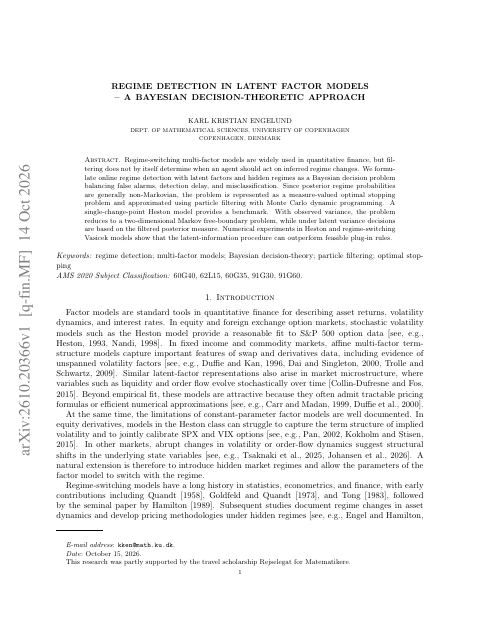 REGIME DETECTION IN LATENT FACTOR MODELS
– A BAYESIAN DECISION-THEORETIC APPROACH
KARL KRISTIAN ENGELUND
DEPT. OF MATHEMATICAL SCIENCES, UNIVERSITY OF COPENHAGEN
COPENHAGEN, DENMARK
Abstract. Regime-switching multi-factor models are widely used in quantitative finance, but fil-
tering does not by itself determine when an agent should act on inferred regime changes. We formu-
late online regime detection with latent factors and hidden regimes as a Bayesian decision problem
balancing false alarms, detection delay, and misclassification. Since posterior regime probabilities
are generally non-Markovian, the problem is represented as a measure-valued optimal stopping
problem and approximated using particle filtering with Monte Carlo dynamic programming. A
single-change-point Heston model provides a benchmark. With observed variance, the problem
reduces to a two-dimensional Markov free-boundary problem, while under latent variance decisions
are based on the filtered posterior measure. Numerical experiments in Heston and regime-switching
Vasicek models show that the latent-information procedure can outperform feasible plug-in rules.
Keywords: regime detection; multi-factor models; Bayesian decision-theory; particle filtering; optimal stop-
ping
AMS 2020 Subject Classification: 60G40, 62L15, 60G35, 91G30, 91G60.
1. Introduction
Factor models are standard tools in quantitative finance for describing asset returns, volatility
dynamics, and interest rates. In equity and foreign exchange option markets, stochastic volatility
models such as the Heston model provide a reasonable fit to S&P 500 option data [see, e.g.,
Heston, 1993, Nandi, 1998]. In fixed income and commodity markets, affine multi-factor term-
structure models capture important features of swap and derivatives data, including evidence of
unspanned volatility factors [see, e.g., Duffie and Kan, 1996, Dai and Singleton, 2000, Trolle and
Schwartz, 2009]. Similar latent-factor representations also arise in market microstructure, where
variables such as liquidity and order flow evolve stochastically over time [Collin-Dufresne and Fos,
2015]. Beyond empirical fit, these models are attractive because they often admit tractable pricing
formulas or efficient numerical approximations [see, e.g., Carr and Madan, 1999, Duffie et al., 2000].
At the same time, the limitations of constant-parameter factor models are well documented. In
equity derivatives, models in the Heston class can struggle to capture the term structure of implied
volatility and to jointly calibrate SPX and VIX options [see, e.g., Pan, 2002, Kokholm and Stisen,
2015]. In other markets, abrupt changes in volatility or order-flow dynamics suggest structural
shifts in the underlying state variables [see, e.g., Tsaknaki et al., 2025, Johansen et al., 2026]. A
natural extension is therefore to introduce hidden market regimes and allow the parameters of the
factor model to switch with the regime.
Regime-switching models have a long history in statistics, econometrics, and finance, with early
contributions including Quandt [1958], Goldfeld and Quandt [1973], and Tong [1983], followed
by the seminal paper by Hamilton [1989]. Subsequent studies document regime changes in asset
dynamics and develop pricing methodologies under hidden regimes [see, e.g., Engel and Hamilton,
E-mail address: kken@math.ku.dk.
Date: October 15, 2026.
This research was partly supported by the travel scholarship Rejselegat for Matematikere.
1
arXiv:2610.20366v1 [q-fin.MF] 14 Oct 2026